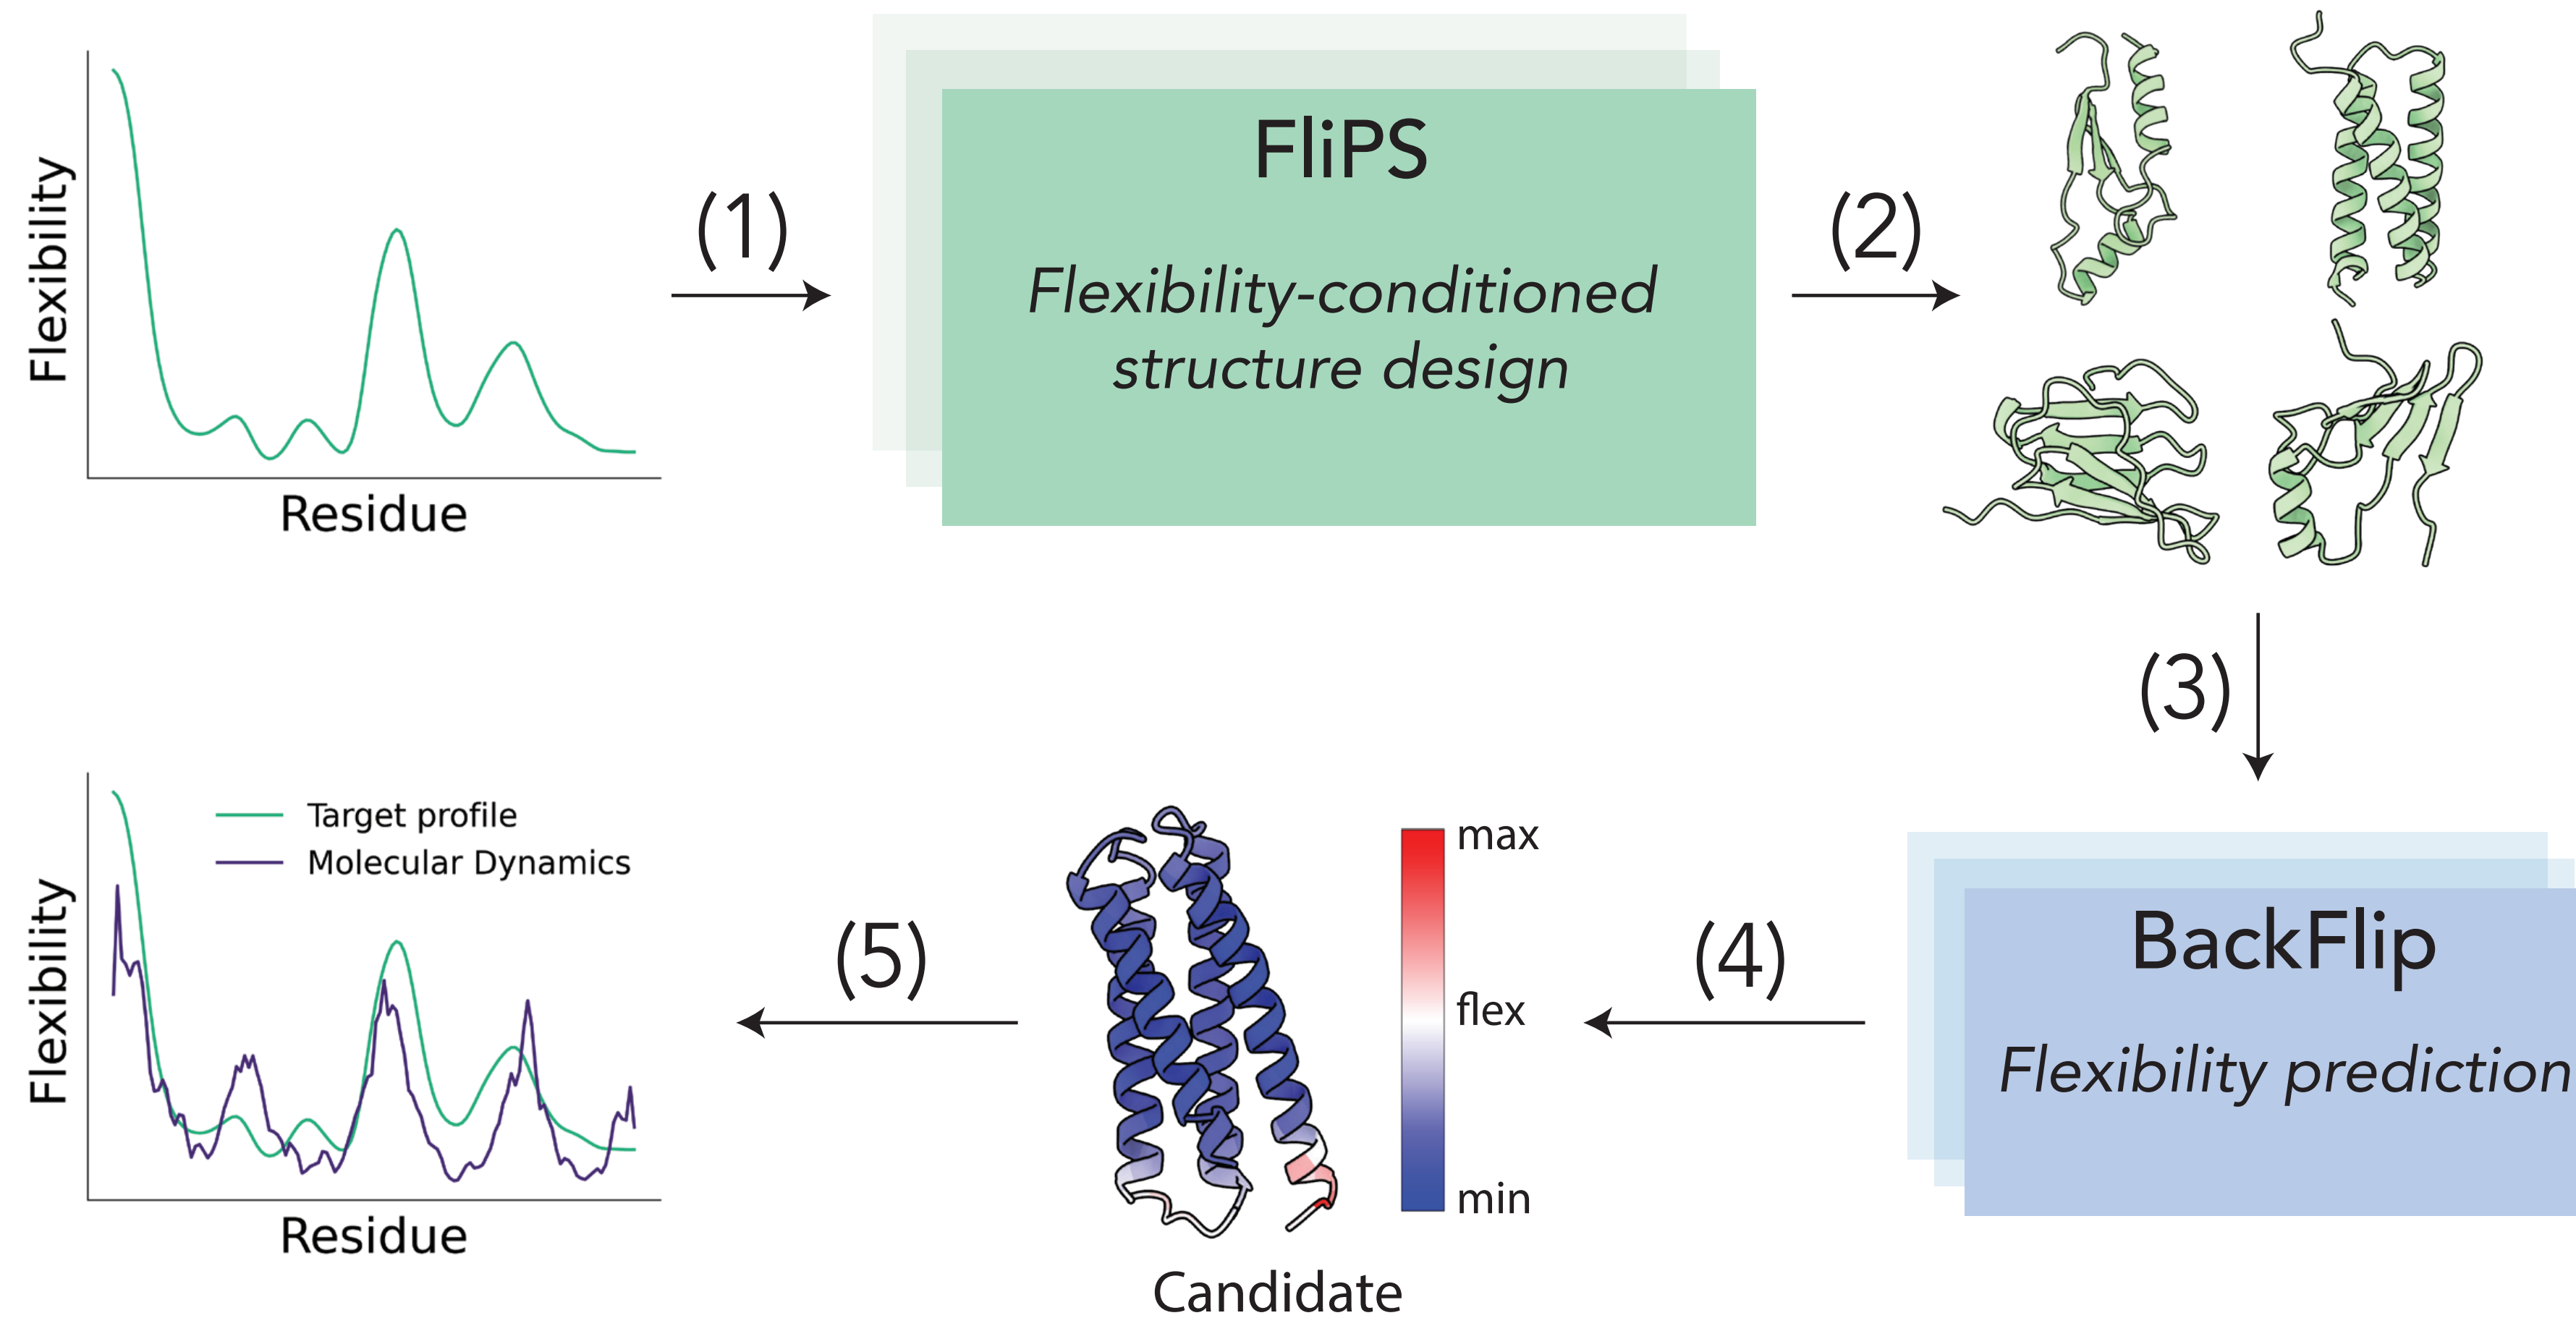 Flexibility
Residue
(1)
FliPS
Flexibility-conditioned
structure design
(2)
(3)
BackFlip
Flexibility prediction
(4)
max
flex
min
Candidate
(5)
Target profile
Molecular Dynamics
Flexibility
Residue